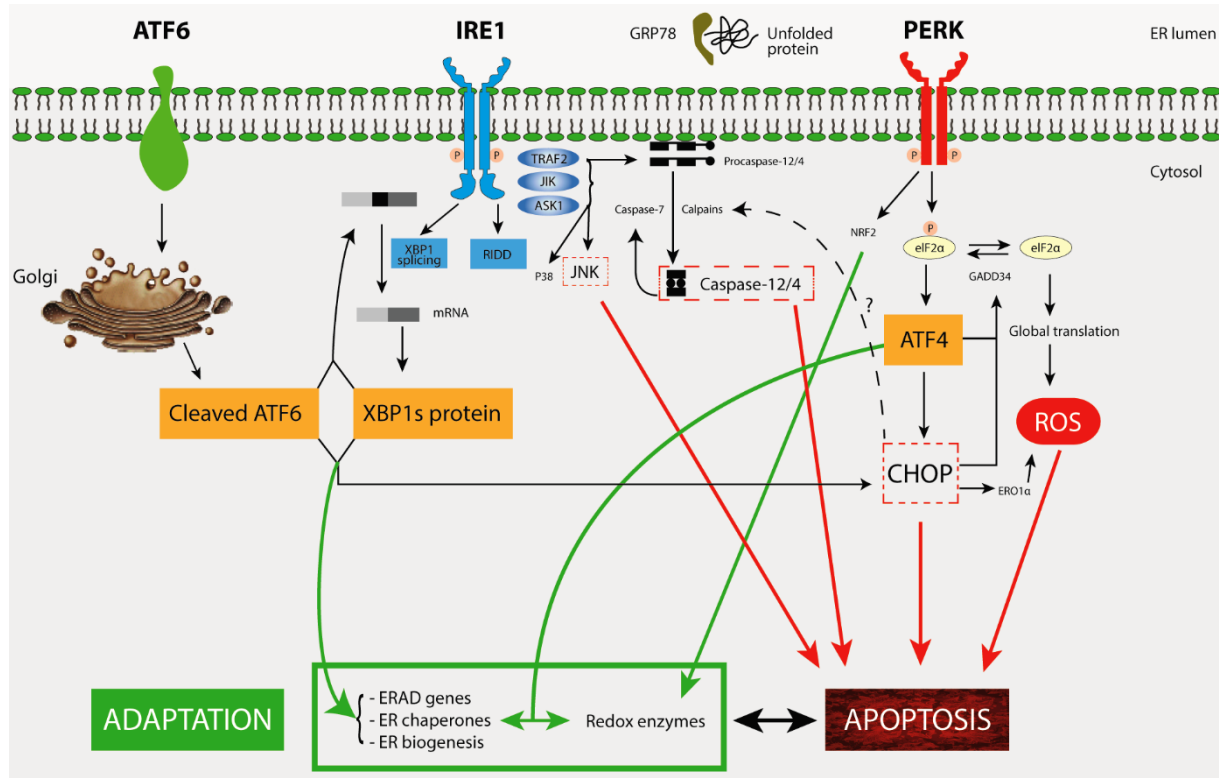 ATF6
IRE1
GRP78
Unfolded
protein
PERK
ER lumen
P
P
TRAF2
JIK
ASK1
Procaspase-12/4
P
P
Cytosol
Caspase-7
Calpains
NRF2
P
eIF2α
eIF2α
GADD34
XBP1
splicing
RIDD
P38
JNK
Caspase-12/4
?
Golgi
mRNA
ATF4
Global translation
Cleaved ATF6
XBP1s protein
ROS
CHOP
ERO1α
ADAPTATION
- ERAD genes
- ER chaperones
- ER biogenesis
Redox enzymes
APOPTOSIS